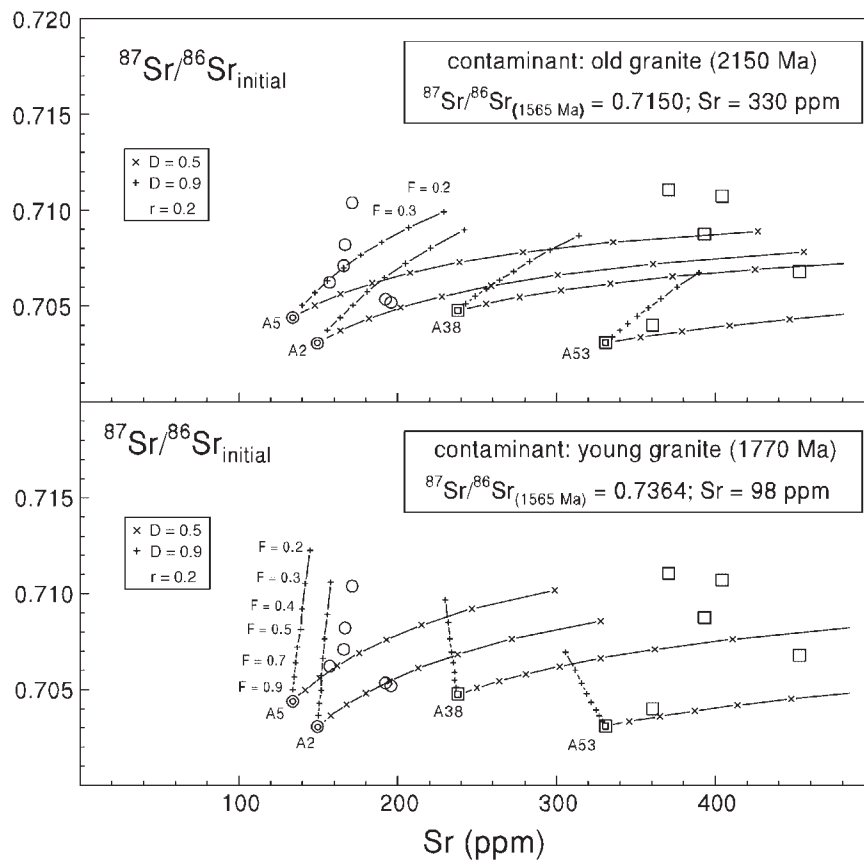 0.720
⁸⁷Sr/⁸⁶Sr_initial
contaminant: old granite (2150 Ma)
⁸⁷Sr/⁸⁶Sr_(1565 Ma) = 0.7150; Sr = 330 ppm
0.715
× D = 0.5
+ D = 0.9
r = 0.2
F = 0.2
F = 0.3
0.710
0.705
A5
A2
A38
A53
⁸⁷Sr/⁸⁶Sr_initial
contaminant: young granite (1770 Ma)
⁸⁷Sr/⁸⁶Sr_(1565 Ma) = 0.7364; Sr = 98 ppm
0.715
× D = 0.5
+ D = 0.9
r = 0.2
F = 0.2
F = 0.3
0.710
F = 0.4
F = 0.5
F = 0.7
F = 0.9
0.705
A5
A2
A38
A53
100 200 300 400
Sr (ppm)